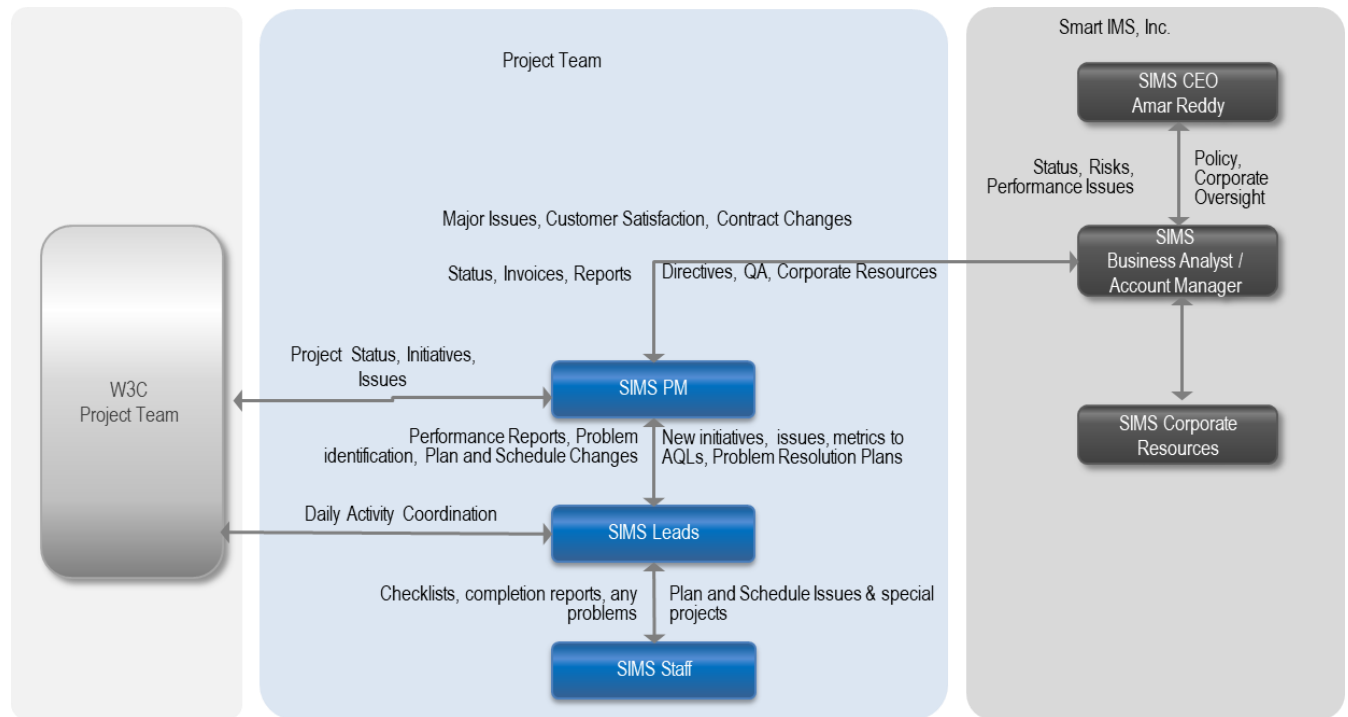 Smart IMS, Inc.
Project Team
SIMS CEO
Amar Reddy
Status, Risks,
Performance Issues
Policy,
Corporate
Oversight
Major Issues, Customer Satisfaction, Contract Changes
SIMS
Business Analyst /
Account Manager
Status, Invoices, Reports
Directives, QA, Corporate Resources
Project Status, Initiatives,
Issues
SIMS PM
W3C
Project Team
SIMS Corporate
Resources
Performance Reports, Problem
identification, Plan and Schedule Changes
New initiatives, issues, metrics to
AQLs, Problem Resolution Plans
Daily Activity Coordination
SIMS Leads
Checklists, completion reports, any
problems
Plan and Schedule Issues & special
projects
SIMS Staff